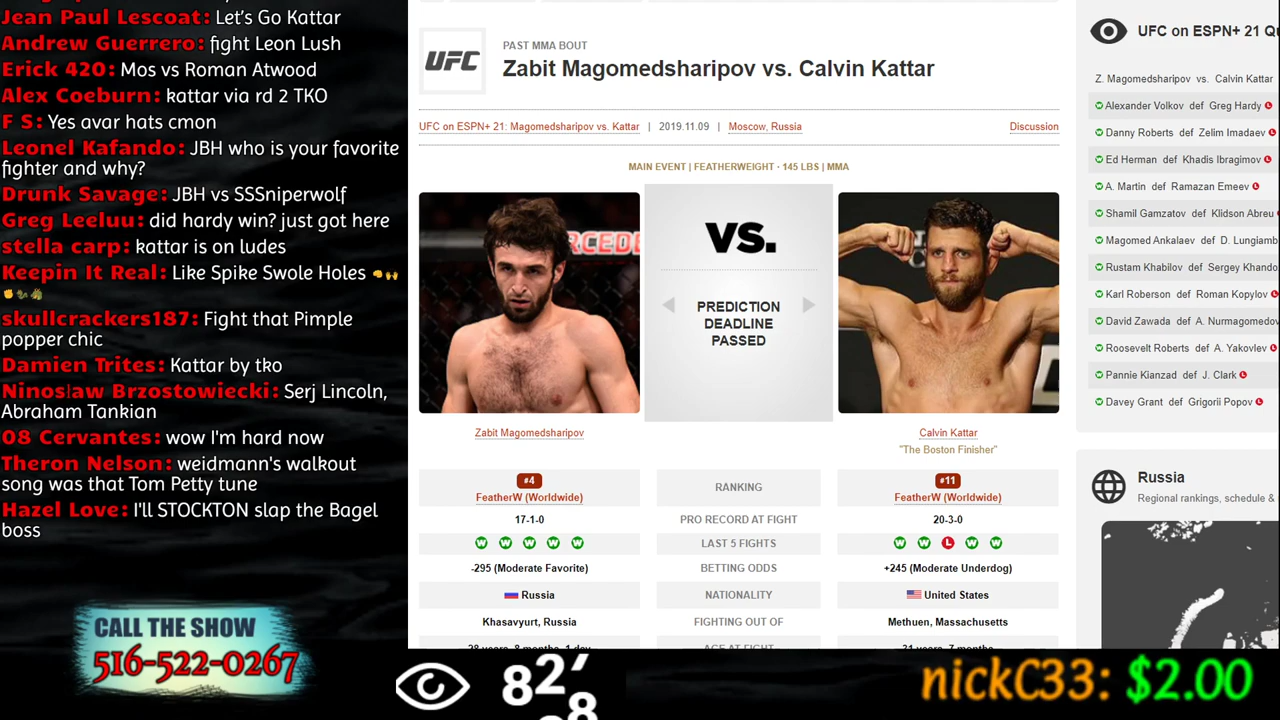 Jean Paul Lescoat: Let's Go Kattar
Andrew Guerrero: fight Leon Lush
Erick 420: Mos vs Roman Atwood
Alex Coeburn: kattar via rd 2 TKO
F S: Yes avar hats cmon
Leonel Kafando: JBH who is your favorite
fighter and why?
Drunk Savage: JBH vs SSSniperwolf
Greg Leeluu: did hardy win? just got here
stella carp: kattar is on ludes
Keepin It Real: Like Spike Swole Holes
skullcrackers187: Fight that Pimple
popper chic
Damien Trites: Kattar by tko
Ninosław Brzostowiecki: Serj Lincoln,
Abraham Tankian
08 Cervantes: wow I'm hard now
Theron Nelson: weidmann's walkout
song was that Tom Petty tune
Hazel Love: I'll STOCKTON slap the Bagel
boss
CALL THE SHOW
516-522-0267
UFC
PAST MMA BOUT
Zabit Magomedsharipov vs. Calvin Kattar
UFC on ESPN+ 21: Magomedsharipov vs. Kattar | 2019.11.09 | Moscow, Russia Discussion
MAIN EVENT | FEATHERWEIGHT · 145 LBS | MMA
RCEDE
VS.
PREDICTION
DEADLINE
PASSED
Zabit Magomedsharipov
Calvin Kattar
"The Boston Finisher"
#4 RANKING #11
FeatherW (Worldwide) FeatherW (Worldwide)
17-1-0 PRO RECORD AT FIGHT 20-3-0
W W W W W LAST 5 FIGHTS W W L W W
-295 (Moderate Favorite) BETTING ODDS +245 (Moderate Underdog)
Russia NATIONALITY United States
Khasavyurt, Russia FIGHTING OUT OF Methuen, Massachusetts
UFC on ESPN+ 21 Qu
Z. Magomedsharipov vs. Calvin Kattar
W Alexander Volkov def Greg Hardy L
W Danny Roberts def Zelim Imadaev L
W Ed Herman def Khadis Ibragimov L
W A. Martin def Ramazan Emeev L
W Shamil Gamzatov def Klidson Abreu
W Magomed Ankalaev def D. Lungiamb
W Rustam Khabilov def Sergey Khando
W Karl Roberson def Roman Kopylov L
W David Zawada def A. Nurmagomedo
W Roosevelt Roberts def A. Yakovlev L
W Pannie Kianzad def J. Clark L
W Davey Grant def Grigorii Popov L
Russia
Regional rankings, schedule &
nickC33: $2.00